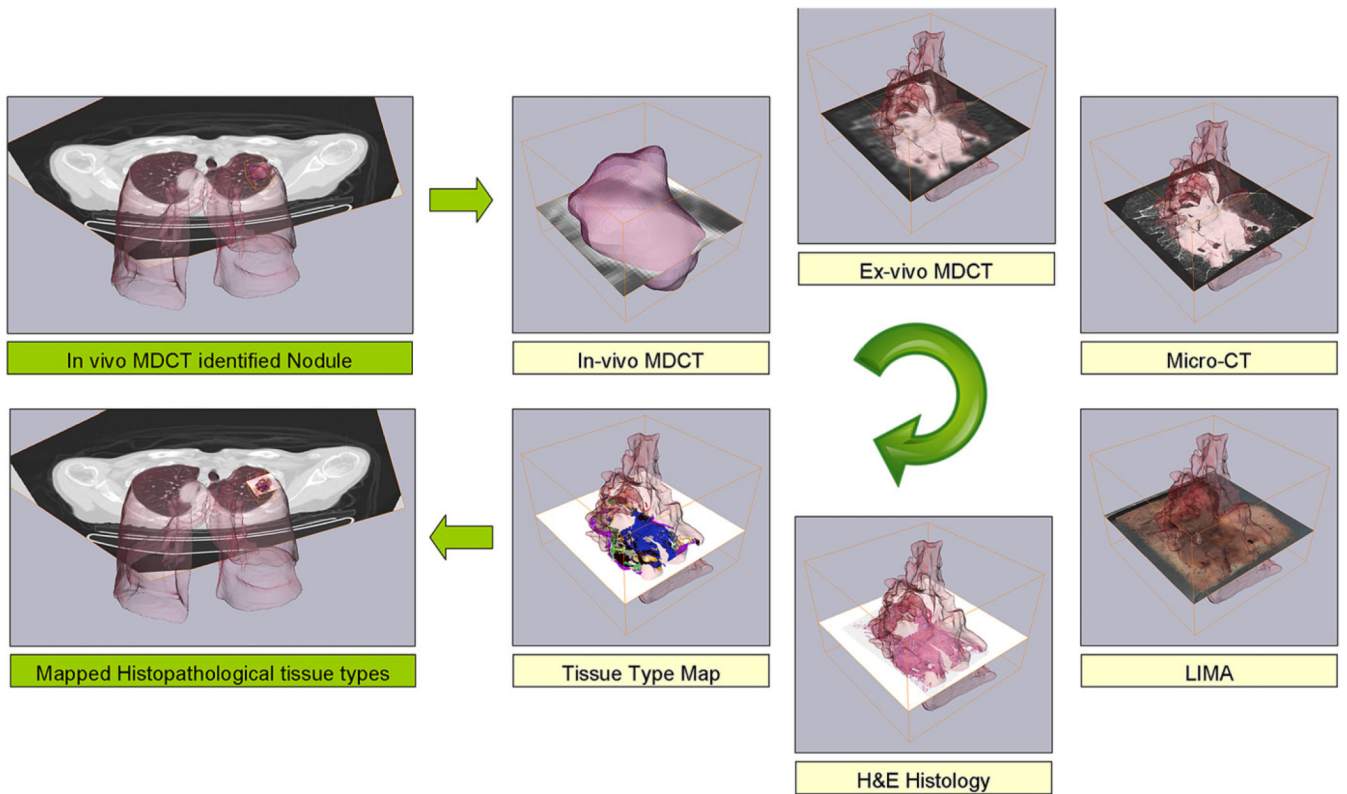 In vivo MDCT identified Nodule
In-vivo MDCT
Ex-vivo MDCT
Micro-CT
LIMA
H&E Histology
Tissue Type Map
Mapped Histopathological tissue types